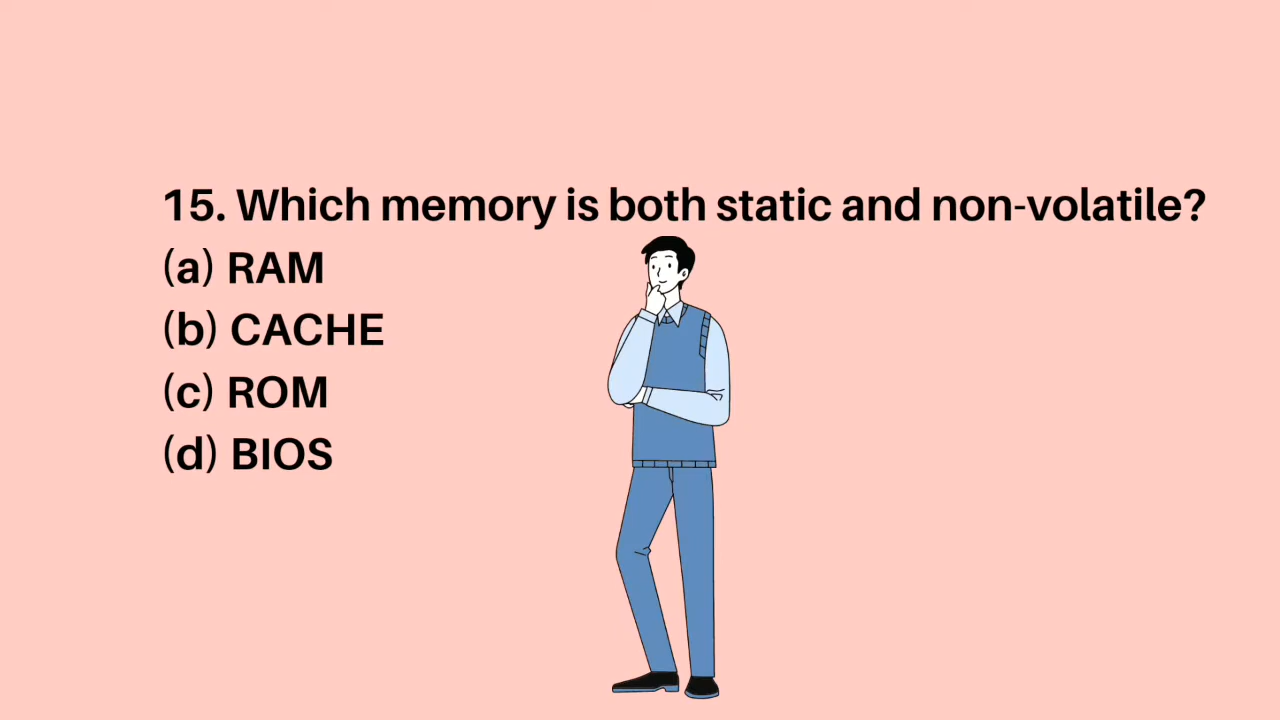 15. Which memory is both static and non-volatile?
(a) RAM
(b) CACHE
(c) ROM
(d) BIOS